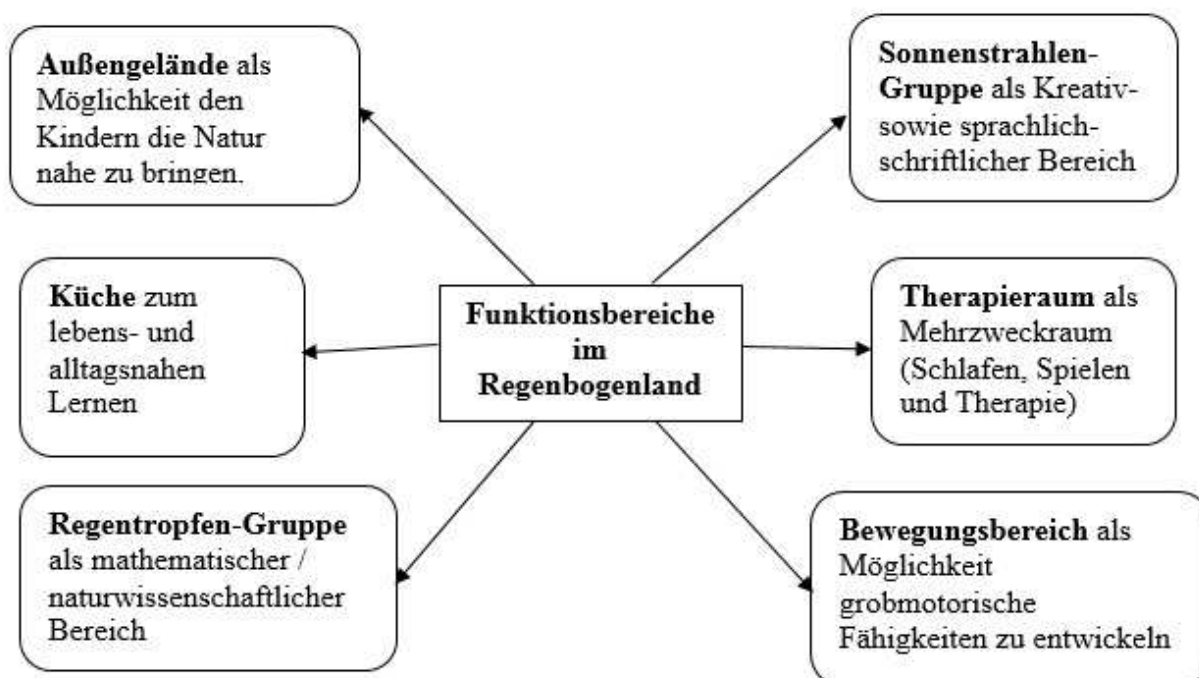 Außengelände als
Möglichkeit den
Kindern die Natur
nahe zu bringen.
Sonnenstrahlen-
Gruppe als Kreativ-
sowie sprachlich-
schriftlicher Bereich
Küche zum
lebens- und
alltagsnahen
Lernen
Funktionsbereiche
im
Regenbogenland
Therapieraum als
Mehrzweckraum
(Schlafen, Spielen
und Therapie)
Regentropfen-Gruppe
als mathematischer /
naturwissenschaftlicher
Bereich
Bewegungsbereich als
Möglichkeit
grobmotorische
Fähigkeiten zu entwickeln